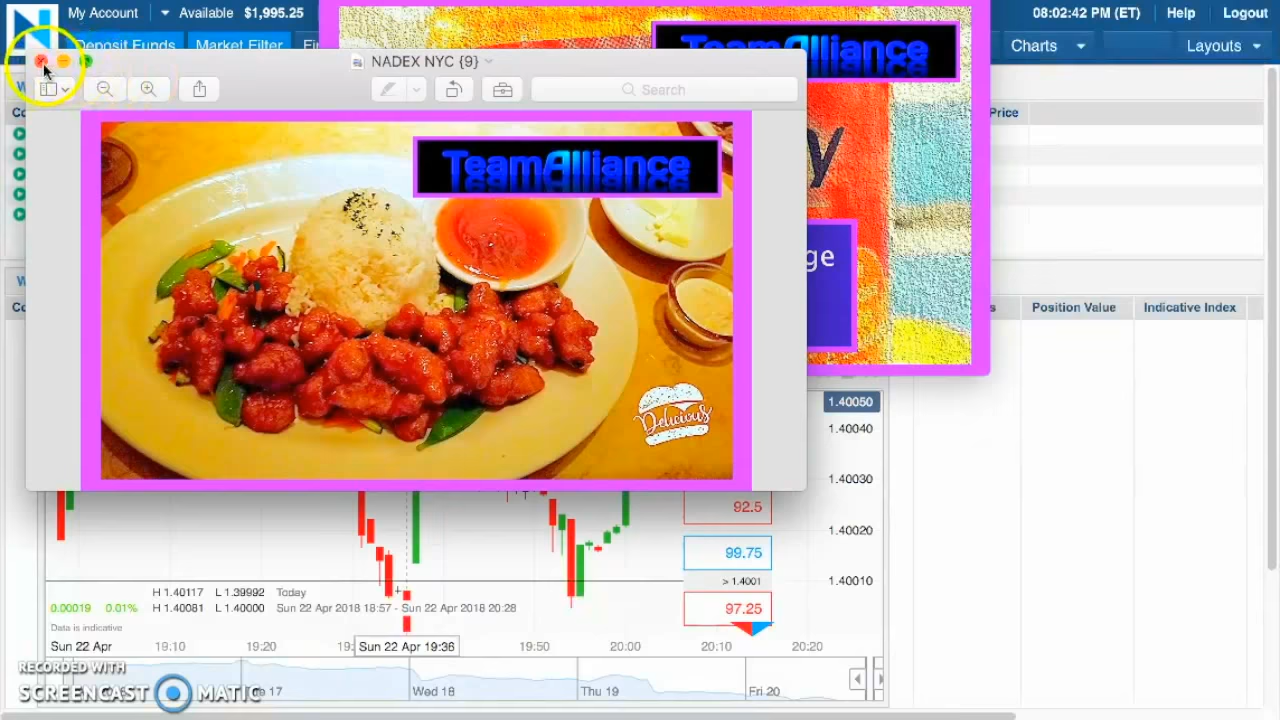 My Account
Available $1,995.25
08:02:42 PM (ET)
Help
Logout
Deposit Funds
Market Filter
TeamAlliance
Charts
Layouts
NADEX NYC {9}
Search
Price
TeamAlliance
y
ge
Position Value
Indicative Index
Delicious
1.40050
1.40040
1.40030
1.40020
1.40010
92.5
99.75
> 1.4001
97.25
H 1.40117 L 1.39992 Today
0.00019 0.01% H 1.40081 L 1.40000 Sun 22 Apr 2018 18:57 - Sun 22 Apr 2018 20:28
Data is indicative
Sun 22 Apr 19:10 19:20 Sun 22 Apr 19:36 19:50 20:00 20:10 20:20
RECORDED WITH
SCREENCAST MATIC
17 Wed 18 Thu 19 Fri 20